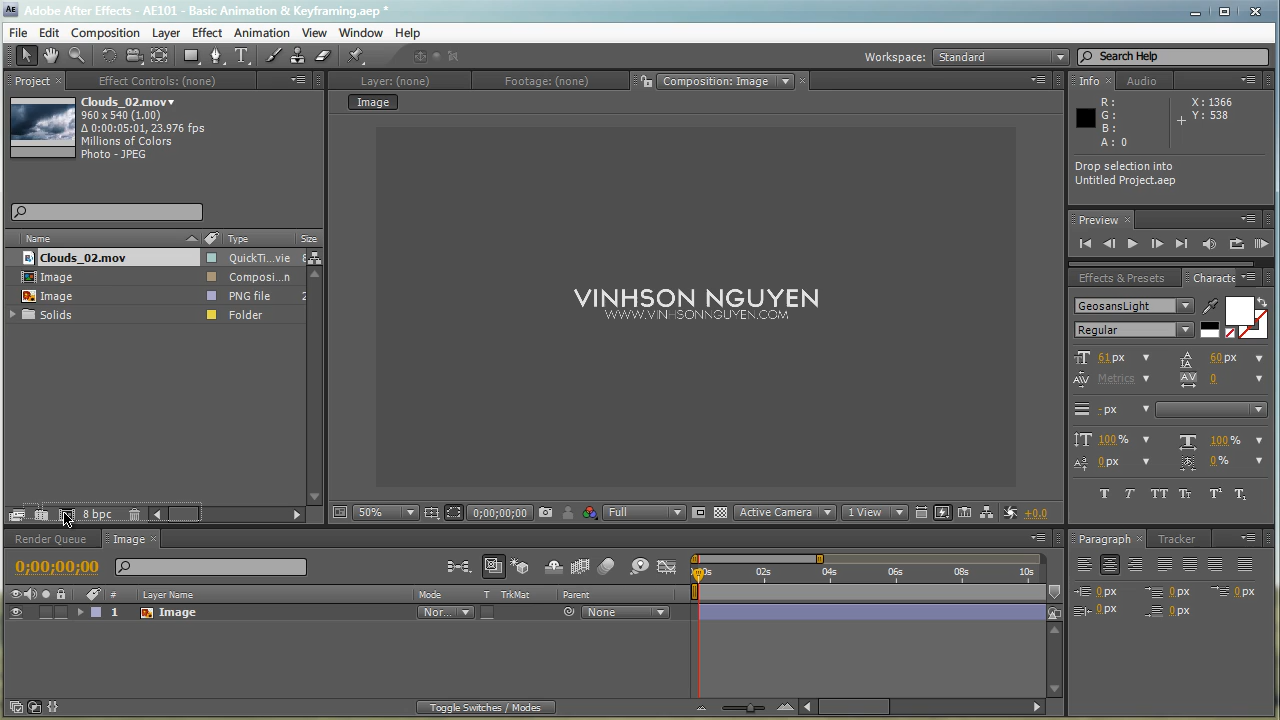 Adobe After Effects - AE101 - Basic Animation & Keyframing.aep *
File Edit Composition Layer Effect Animation View Window Help
Workspace: Standard Search Help
Project Effect Controls: (none) Layer: (none) Footage: (none) Composition: Image Info Audio
Clouds_02.mov
960 x 540 (1.00)
Δ 0:00:05:01, 23.976 fps
Millions of Colors
Photo - JPEG
Image
R: X: 1366
G: Y: 538
B:
A: 0
Drop selection into
Untitled Project.aep
Preview
Name Type Size
Clouds_02.mov QuickTi...vie
Image Composi...n
Image PNG file
Solids Folder
VINHSON NGUYEN
WWW.VINHSONNGUYEN.COM
Effects & Presets Characte
GeosansLight
Regular
61 px 60 px
Metrics 0
- px
100 % 100 %
0 px 0 %
T T TT Tт T¹ T₁
8 bpc
50% 0;00;00;00 Full Active Camera 1 View +0.0
Render Queue Image
Paragraph Tracker
0;00;00;00
02s 04s 06s 08s 10s
# Layer Name Mode T TrkMat Parent
1 Image Nor... None
0 px 0 px 0 px
0 px 0 px
Toggle Switches / Modes